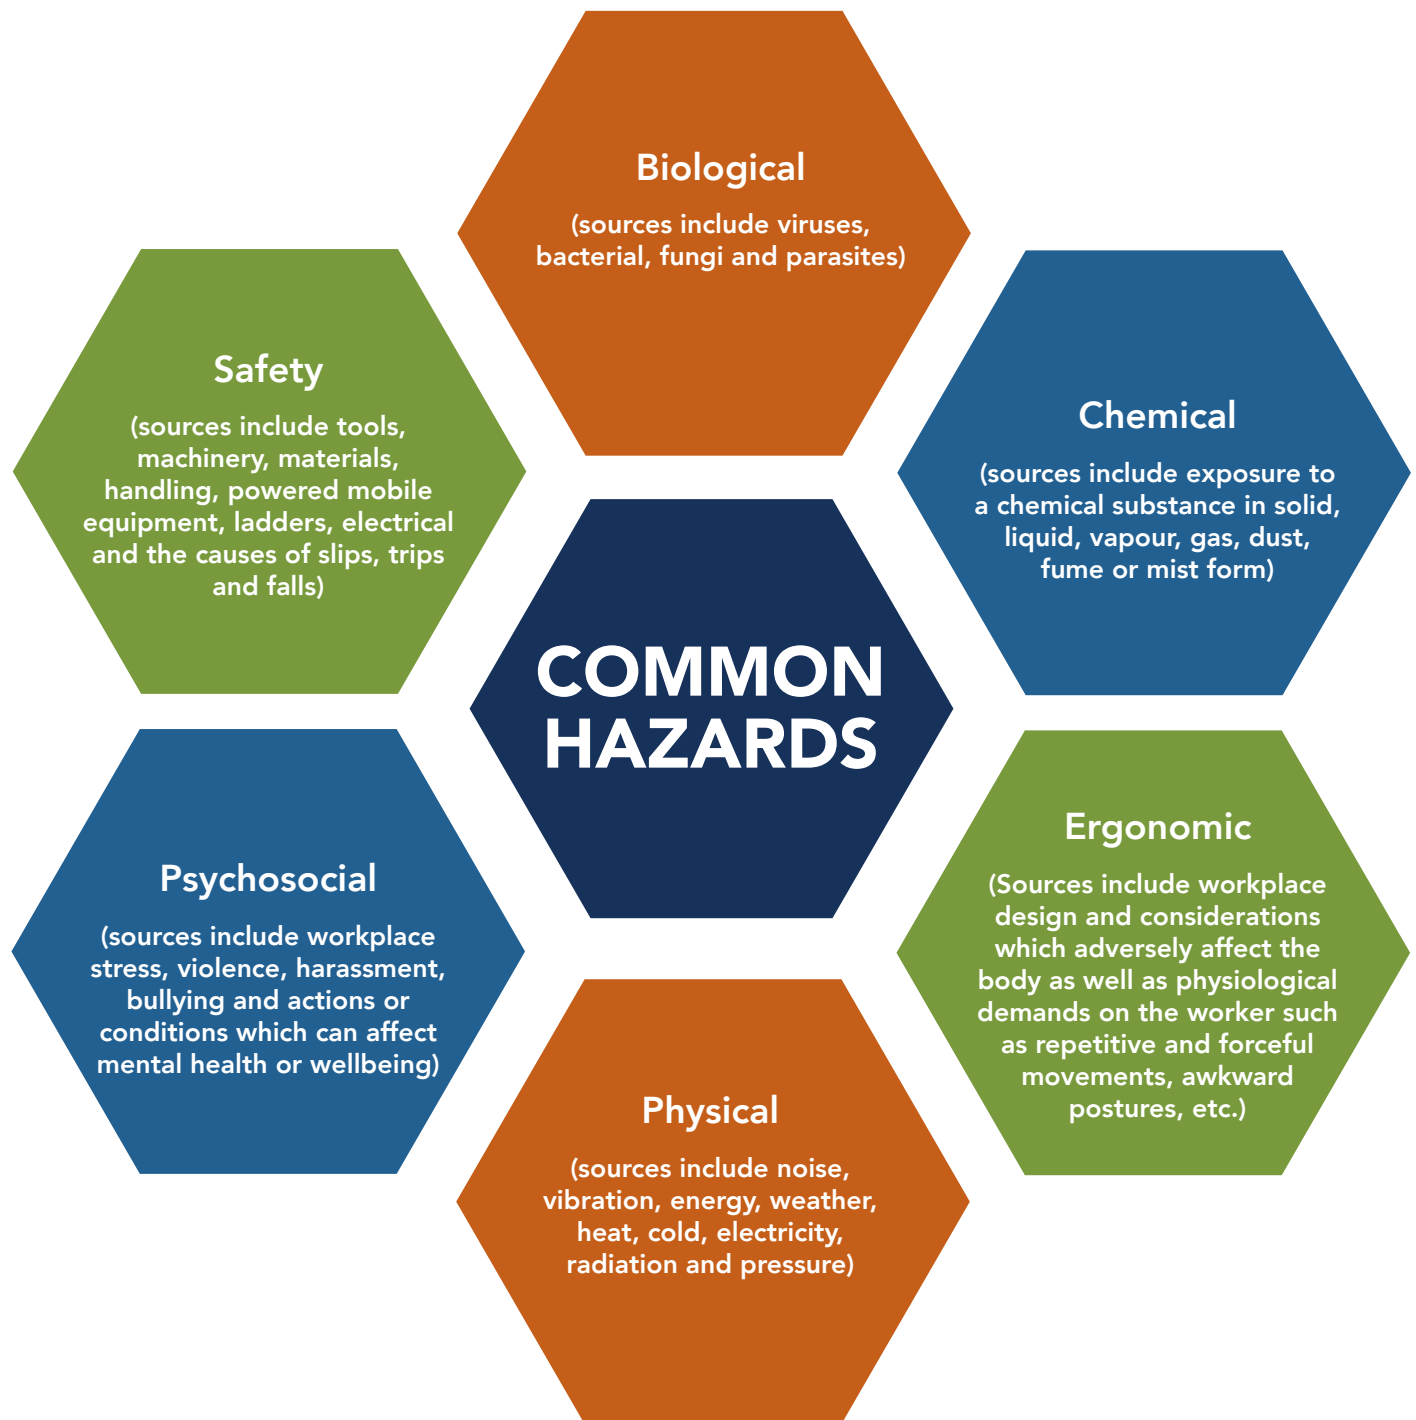 Biological
(sources include viruses,
bacterial, fungi and parasites)
Safety
(sources include tools,
machinery, materials,
handling, powered mobile
equipment, ladders, electrical
and the causes of slips, trips
and falls)
Chemical
(sources include exposure to
a chemical substance in solid,
liquid, vapour, gas, dust,
fume or mist form)
COMMON
HAZARDS
Psychosocial
(sources include workplace
stress, violence, harassment,
bullying and actions or
conditions which can affect
mental health or wellbeing)
Ergonomic
(Sources include workplace
design and considerations
which adversely affect the
body as well as physiological
demands on the worker such
as repetitive and forceful
movements, awkward
postures, etc.)
Physical
(sources include noise,
vibration, energy, weather,
heat, cold, electricity,
radiation and pressure)